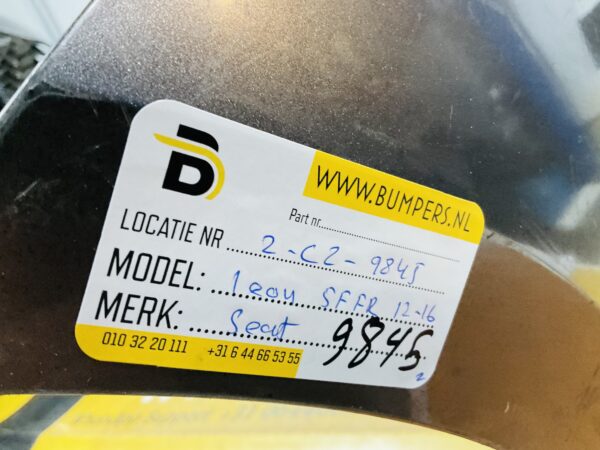 B
WWW.BUMPERS.NL
Part nr.
LOCATIE NR 2-C2-9845
MODEL: leon SFFR 12-16
MERK: Seat 9845
010 32 20 111 +31 6 44 66 53 55